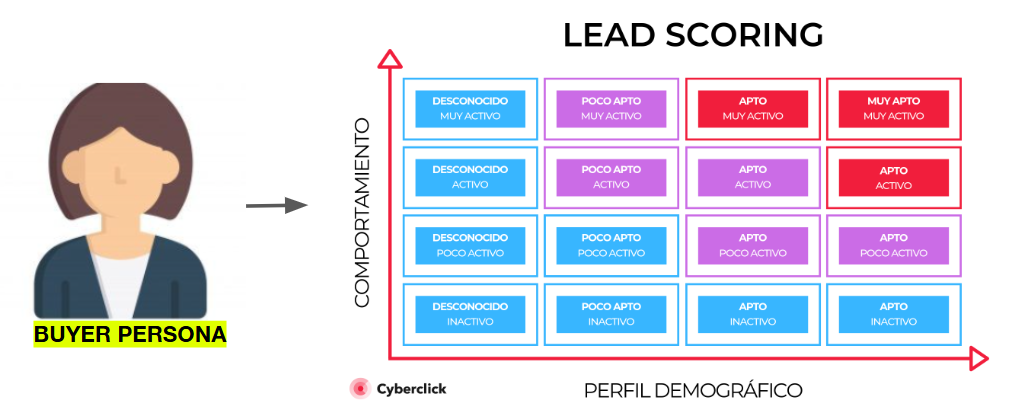 LEAD SCORING
BUYER PERSONA
COMPORTAMIENTO
DESCONOCIDO
MUY ACTIVO
POCO APTO
MUY ACTIVO
APTO
MUY ACTIVO
MUY APTO
MUY ACTIVO
DESCONOCIDO
ACTIVO
POCO APTO
ACTIVO
APTO
ACTIVO
APTO
ACTIVO
DESCONOCIDO
POCO ACTIVO
POCO APTO
POCO ACTIVO
APTO
POCO ACTIVO
APTO
POCO ACTIVO
DESCONOCIDO
INACTIVO
POCO APTO
INACTIVO
APTO
INACTIVO
APTO
INACTIVO
Cyberclick
PERFIL DEMOGRÁFICO